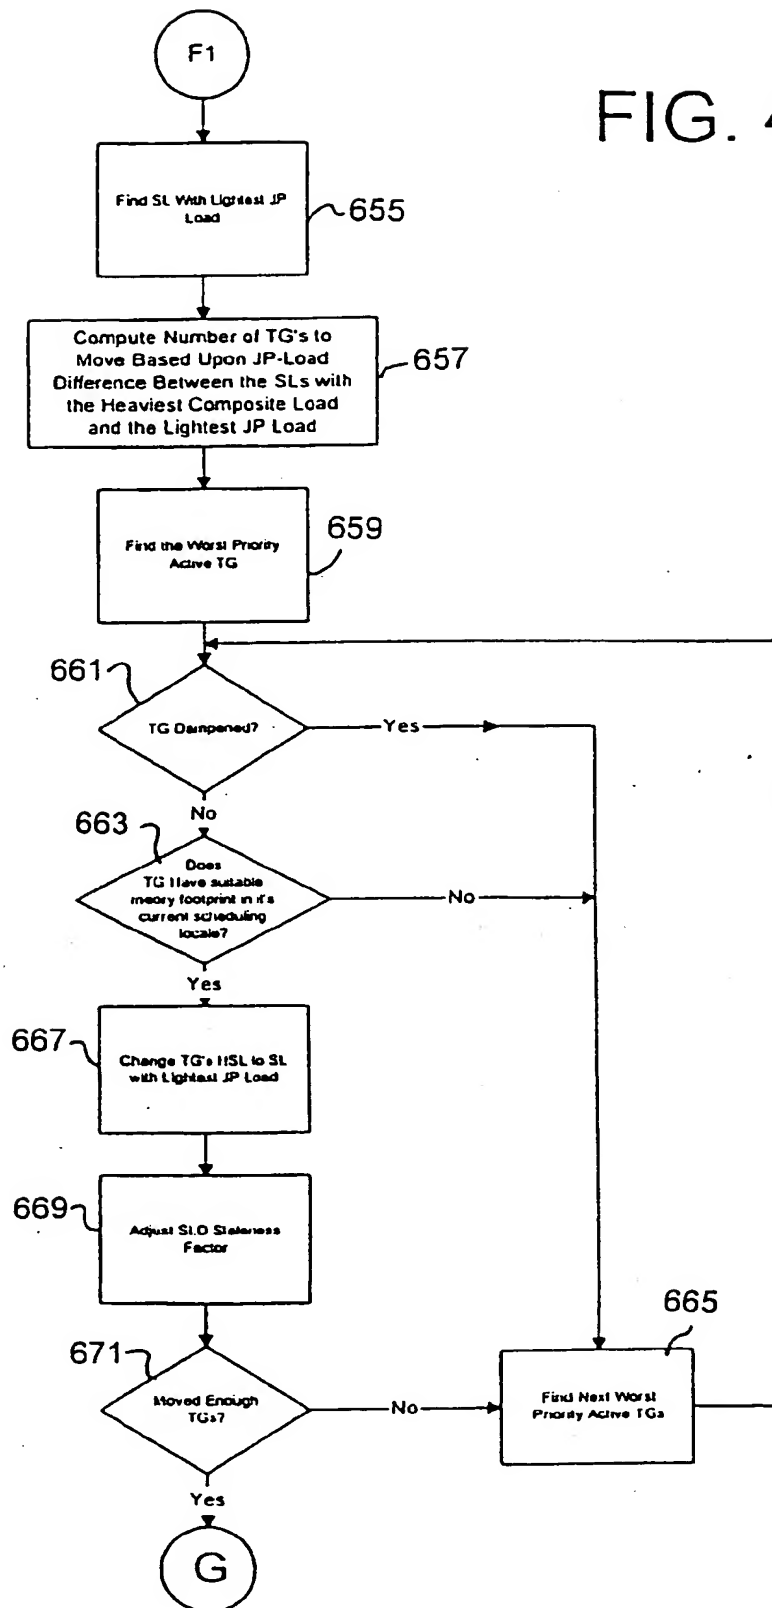 F1
FIG. 4
Find SL With Lightest JP
Load
655
Compute Number of TG's to
Move Based Upon JP-Load
Difference Between the SLs with
the Heaviest Composite Load
and the Lightest JP Load
657
Find the Worst Priority
Active TG
659
661
TG Dampened?
Yes
No
663
Does
TG Have suitable
meory footprint in it's
current scheduling
locale?
No
Yes
667
Change TG's HSL to SL
with Lightest JP Load
669
Adjust SLD Staleness
Factor
671
Moved Enough
TGs?
No
665
Find Next Worst
Priority Active TGs
Yes
G